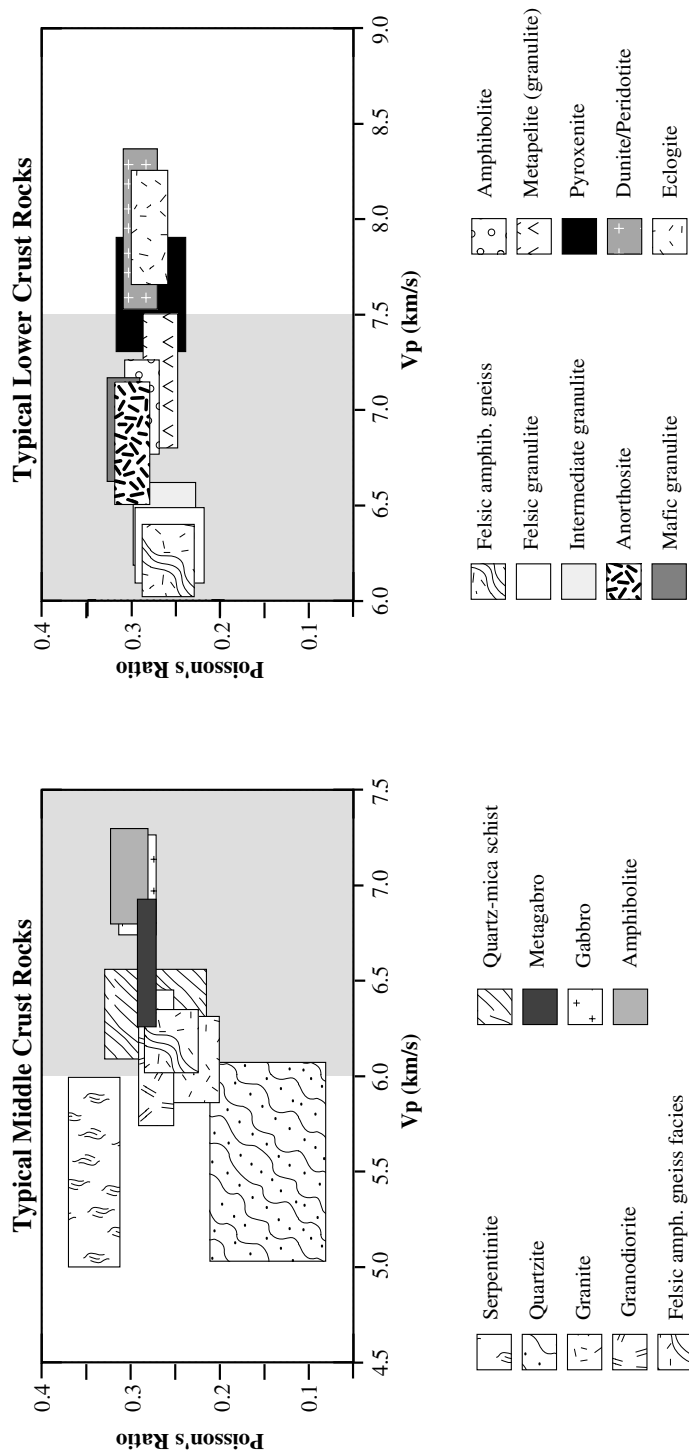 Typical Middle Crust Rocks
0.4
0.3
0.2
0.1
Poisson's Ratio
4.5 5.0 5.5 6.0 6.5 7.0 7.5
Vp (km/s)
Serpentinite
Quartzite
Granite
Granodiorite
Felsic amph. gneiss facies
Quartz-mica schist
Metagabro
Gabbro
Amphibolite
Typical Lower Crust Rocks
0.4
0.3
0.2
0.1
Poisson's Ratio
6.0 6.5 7.0 7.5 8.0 8.5 9.0
Vp (km/s)
Felsic amphib. gneiss
Felsic granulite
Intermediate granulite
Anorthosite
Mafic granulite
Amphibolite
Metapelite (granulite)
Pyroxenite
Dunite/Peridotite
Eclogite